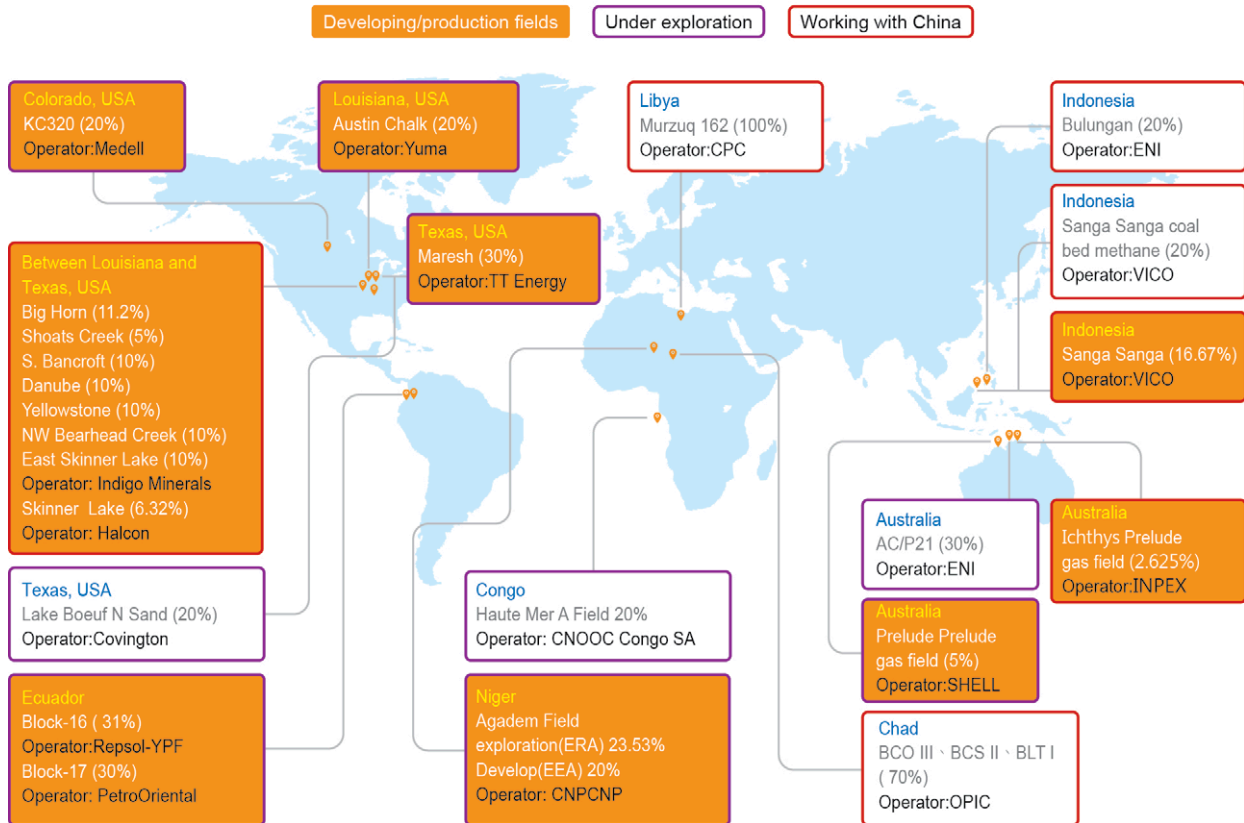 Developing/production fields
Under exploration
Working with China
Colorado, USA
KC320 (20%)
Operator:Medell
Louisiana, USA
Austin Chalk (20%)
Operator:Yuma
Libya
Murzuq 162 (100%)
Operator:CPC
Indonesia
Bulungan (20%)
Operator:ENI
Indonesia
Sanga Sanga coal
bed methane (20%)
Operator:VICO
Texas, USA
Maresh (30%)
Operator:TT Energy
Between Louisiana and
Texas, USA
Big Horn (11.2%)
Shoats Creek (5%)
S. Bancroft (10%)
Danube (10%)
Yellowstone (10%)
NW Bearhead Creek (10%)
East Skinner Lake (10%)
Operator: Indigo Minerals
Skinner Lake (6.32%)
Operator: Halcon
Indonesia
Sanga Sanga (16.67%)
Operator:VICO
Australia
AC/P21 (30%)
Operator:ENI
Australia
Ichthys Prelude
gas field (2.625%)
Operator:INPEX
Texas, USA
Lake Boeuf N Sand (20%)
Operator:Covington
Congo
Haute Mer A Field 20%
Operator: CNOOC Congo SA
Australia
Prelude Prelude
gas field (5%)
Operator:SHELL
Ecuador
Block-16 ( 31%)
Operator:Repsol-YPF
Block-17 (30%)
Operator: PetroOriental
Niger
Agadem Field
exploration(ERA) 23.53%
Develop(EEA) 20%
Operator: CNPCNP
Chad
BCO III、BCS II、BLT I
( 70%)
Operator:OPIC